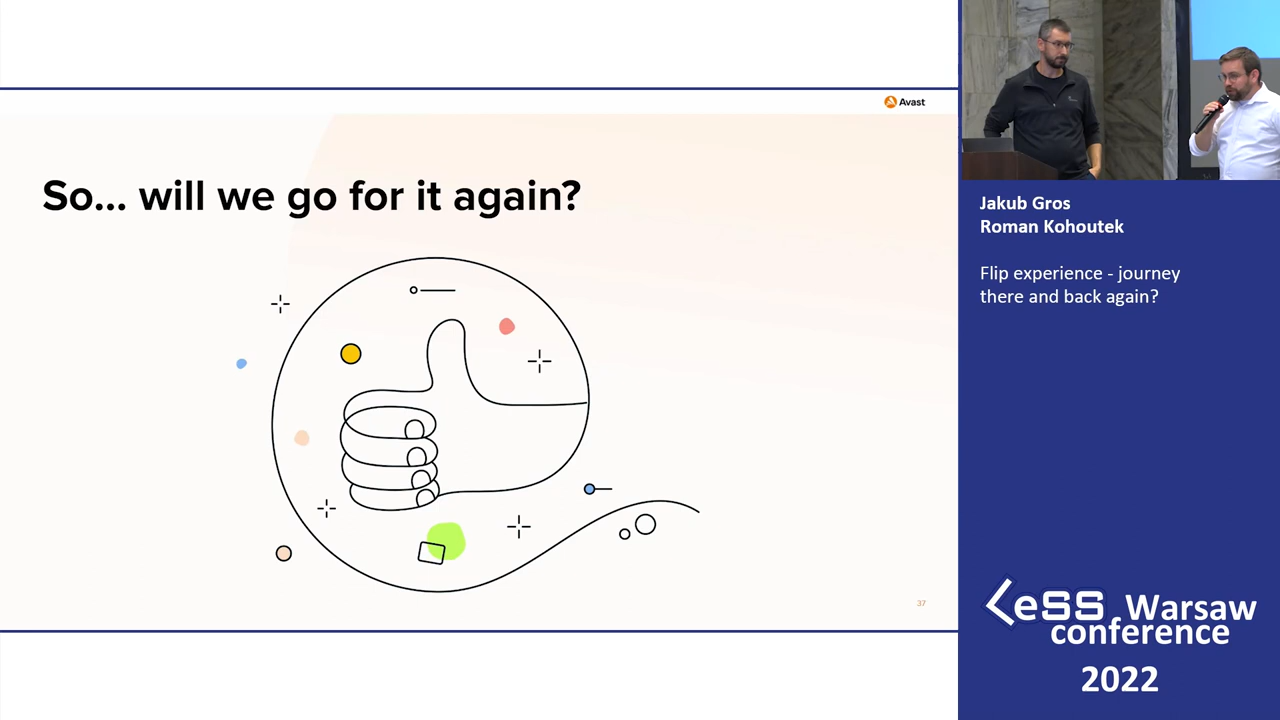 Avast
So... will we go for it again?
37
Jakub Gros
Roman Kohoutek
Flip experience - journey
there and back again?
LeSS Warsaw
conference
2022